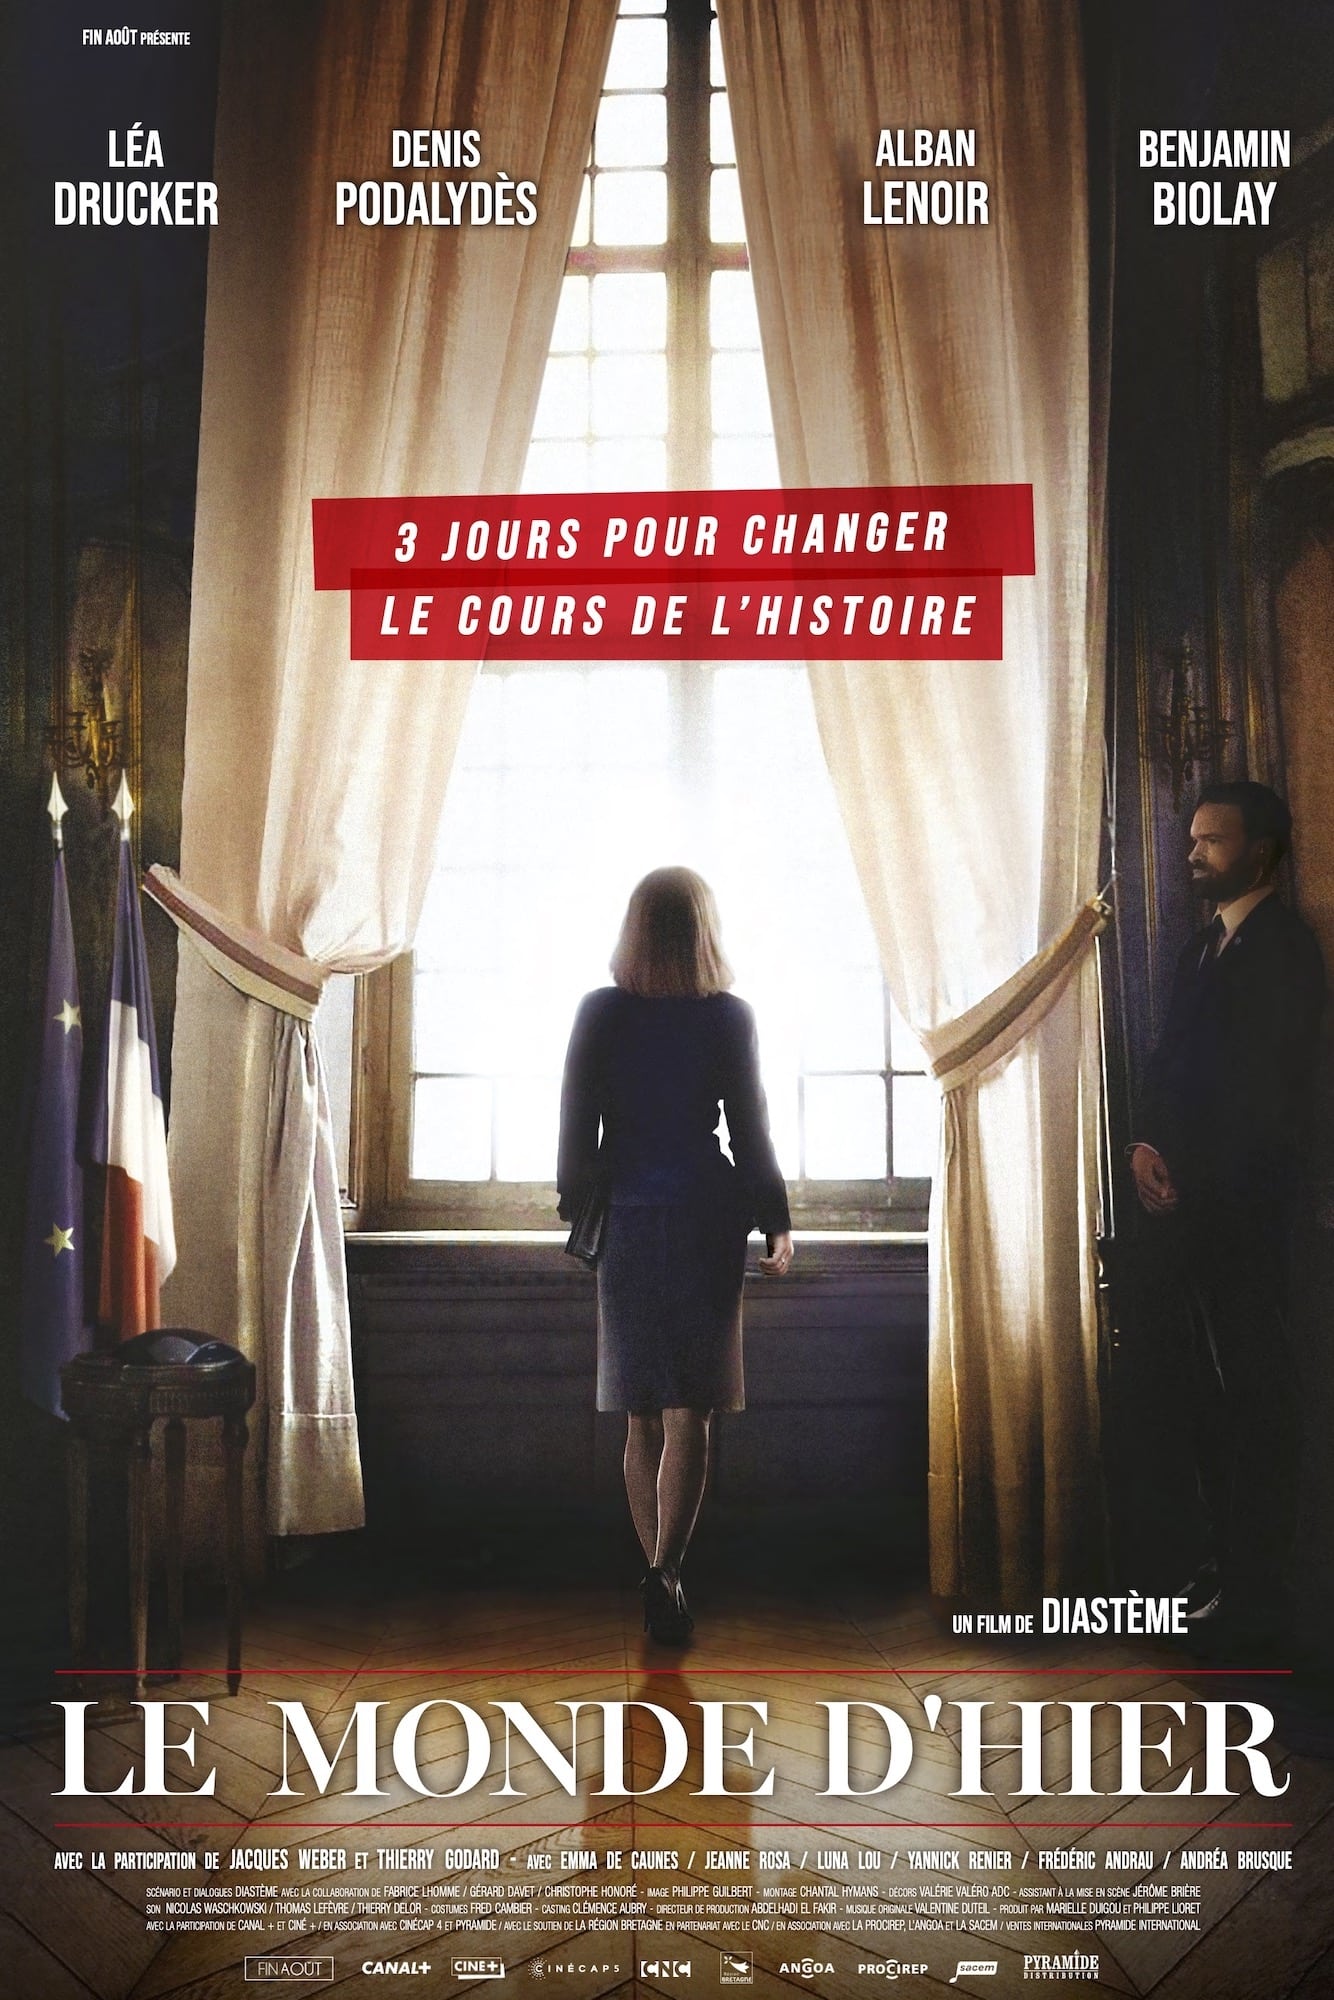 FIN AOÛT PRÉSENTE
LÉA DRUCKER
DENIS PODALYDÈS
ALBAN LENOIR
BENJAMIN BIOLAY
3 JOURS POUR CHANGER
LE COURS DE L'HISTOIRE
UN FILM DE DIASTÈME
LE MONDE D'HIER
AVEC LA PARTICIPATION DE JACQUES WEBER ET THIERRY GODARD - AVEC EMMA DE CAUNES / JEANNE ROSA / LUNA LOU / YANNICK RENIER / FRÉDÉRIC ANDRAU / ANDRÉA BRUSQUE
SCÉNARIO ET DIALOGUES DIASTÈME AVEC LA COLLABORATION DE FABRICE LHOMME / GÉRARD DAVET / CHRISTOPHE HONORÉ - IMAGE PHILIPPE GUILBERT - MONTAGE CHANTAL HYMANS - DÉCORS VALÉRIE VALÉRO ADC - ASSISTANT À LA MISE EN SCÈNE JÉRÔME BRIÈRE
SON NICOLAS WASCHKOWSKI / THOMAS LEFÈVRE / THIERRY DELOR - COSTUMES FRED CAMBIER - CASTING CLÉMENCE AUBRY - DIRECTEUR DE PRODUCTION ABDELHADI EL FAKIR - MUSIQUE ORIGINALE VALENTINE DUTEIL - PRODUIT PAR MARIELLE DUIGOU ET PHILIPPE LIORET
AVEC LA PARTICIPATION DE CANAL + ET CINÉ + / EN ASSOCIATION AVEC CINÉCAP 4 ET PYRAMIDE / AVEC LE SOUTIEN DE LA RÉGION BRETAGNE EN PARTENARIAT AVEC LE CNC / EN ASSOCIATION AVEC LA PROCIREP, L'ANGOA ET LA SACEM / VENTES INTERNATIONALES PYRAMIDE INTERNATIONAL
FIN AOÛT CANAL+ CINÉ+ CINÉCAP5 CNC Région BRETAGNE ANGOA PROCIREP sacem PYRAMIDE DISTRIBUTION